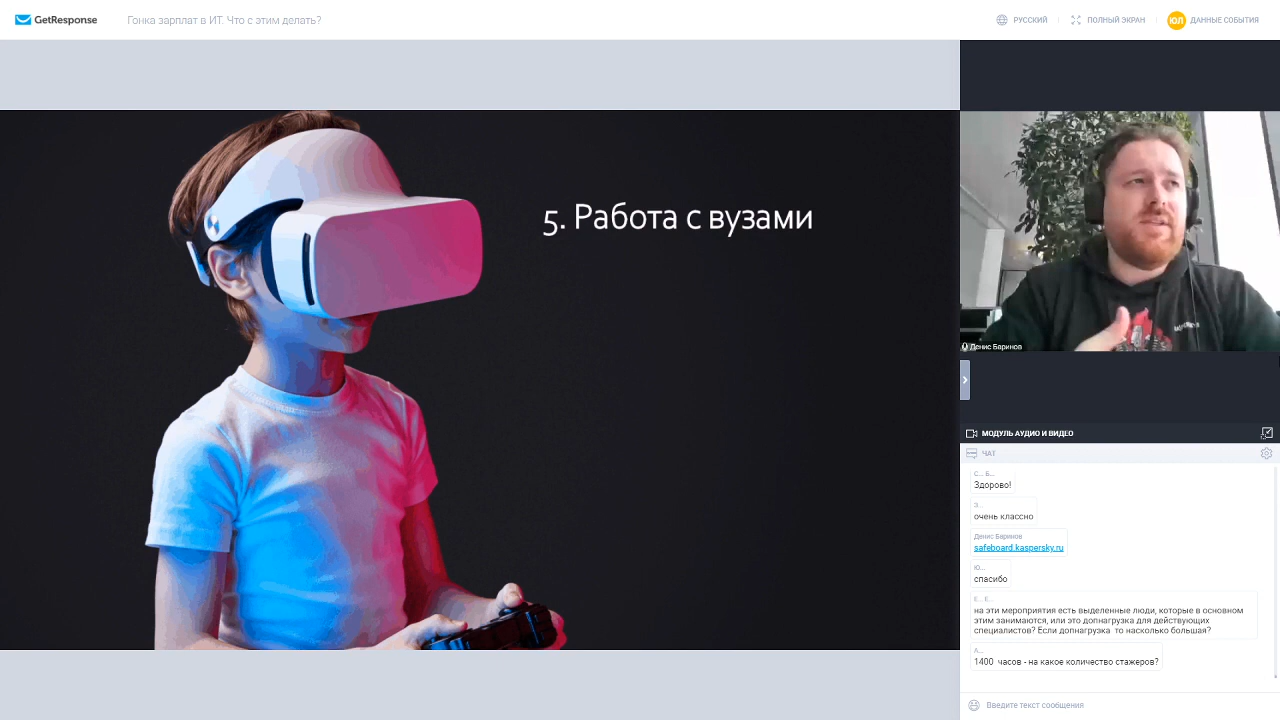 GetResponse
Гонка зарплат в ИТ. Что с этим делать?
РУССКИЙ
ПОЛНЫЙ ЭКРАН
ЮЛ
ДАННЫЕ СОБЫТИЯ
5. Работа с вузами
Денис Баринов
МОДУЛЬ АУДИО И ВИДЕО
ЧАТ
С... Б...
Здорово!
З...
очень классно
Денис Баринов
safeboard.kaspersky.ru
Ю...
спасибо
Е... Е...
на эти мероприятия есть выделенные люди, которые в основном
этим занимаются, или это допнагрузка для действующих
специалистов? Если допнагрузка то насколько большая?
А...
1400 часов - на какое количество стажеров?
Введите текст сообщения